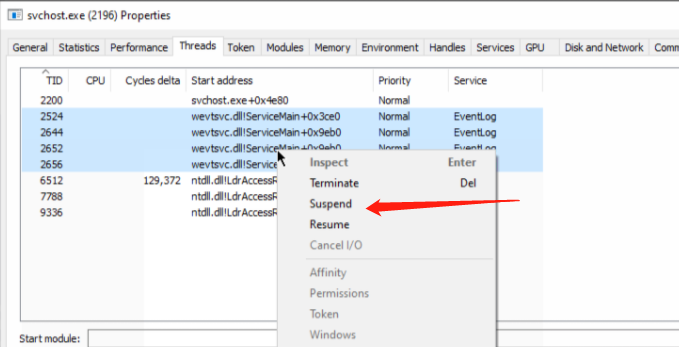 svchost.exe (2196) Properties
General Statistics Performance Threads Token Modules Memory Environment Handles Services GPU Disk and Network Comm
TID CPU Cycles delta Start address Priority Service
2200 svchost.exe+0x4e80 Normal
2524 wevtsvc.dll!ServiceMain+0x3ce0 Normal EventLog
2644 wevtsvc.dll!ServiceMain+0x9eb0 Normal EventLog
2652 wevtsvc.dll!ServiceMain+0x9eb0 Normal EventLog
2656 wevtsvc.dll!Service
6512 129,372 ntdll.dll!LdrAccessR
7788 ntdll.dll!LdrAccessR
9336 ntdll.dll!LdrAccessR
Inspect Enter
Terminate Del
Suspend
Resume
Cancel I/O
Affinity
Permissions
Token
Windows
Start module: